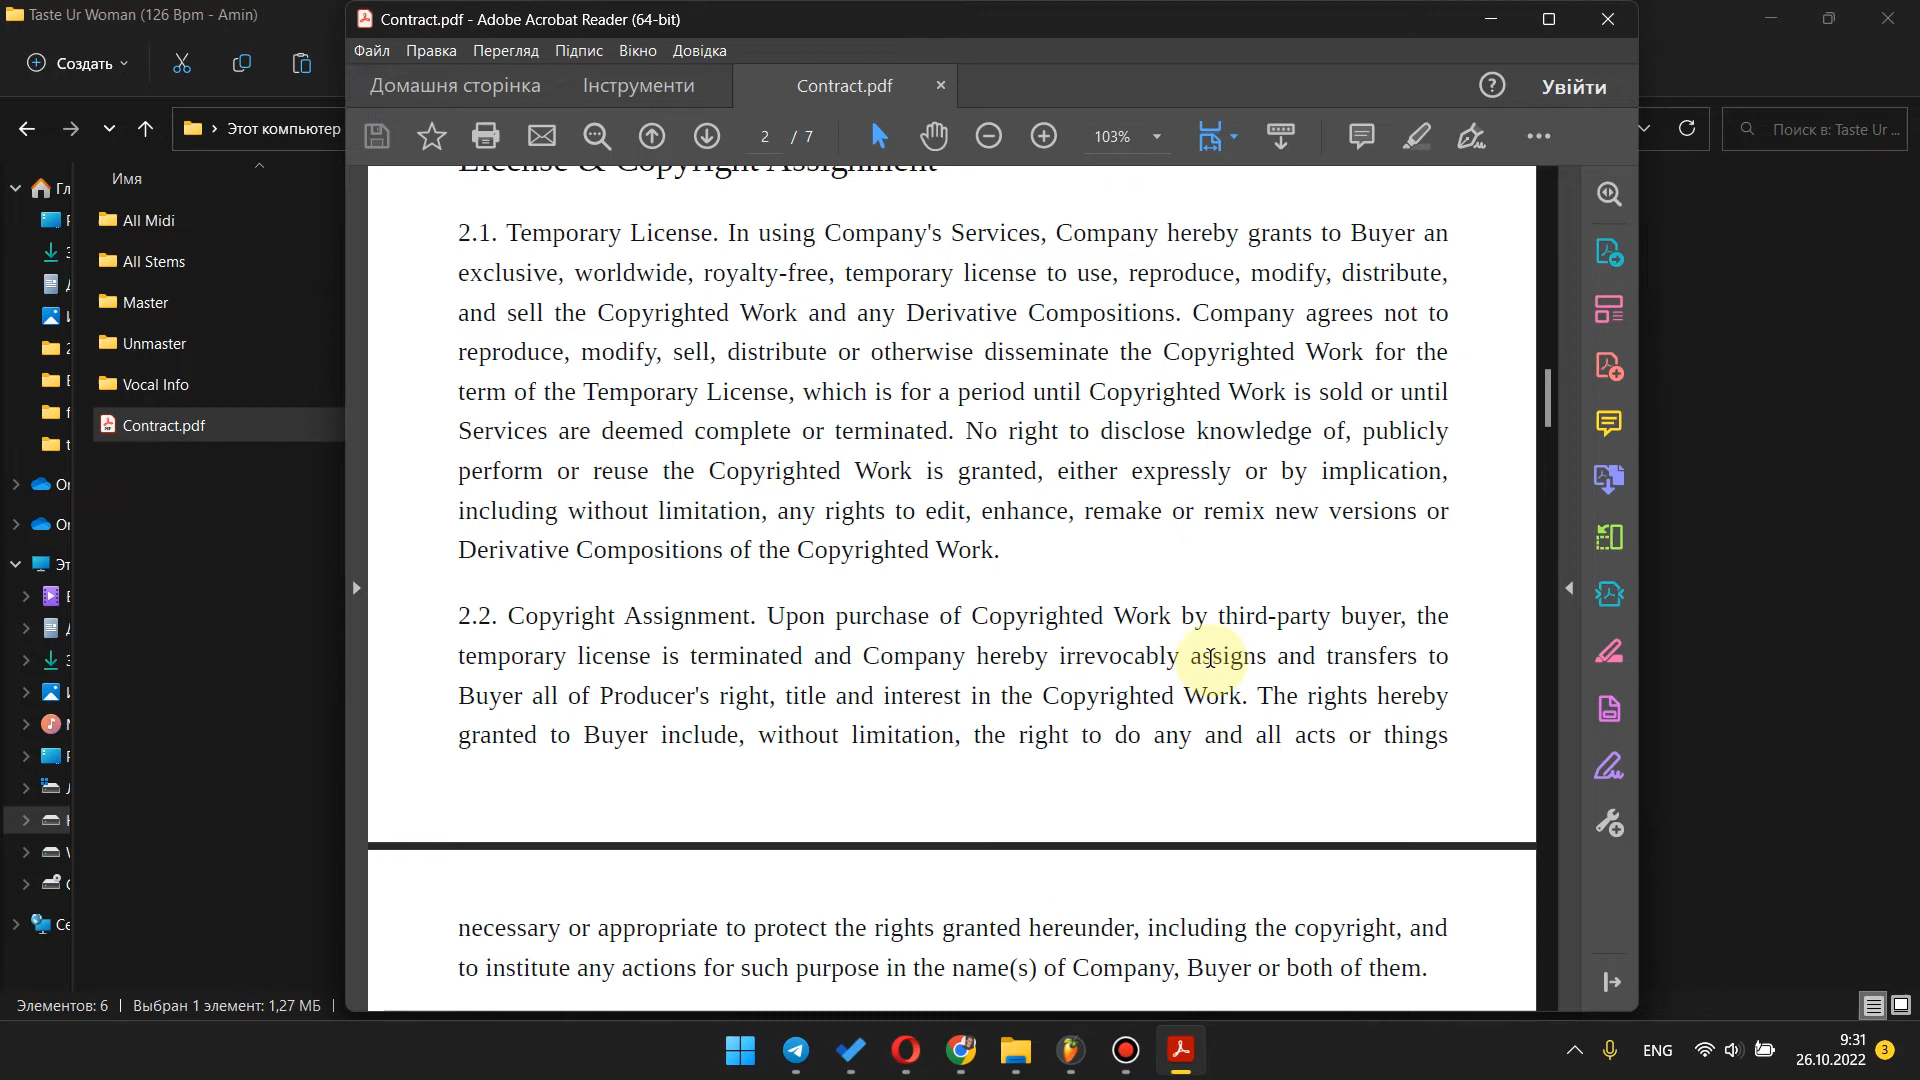 Taste Ur Woman (126 Bpm - Amin)
Contract.pdf - Adobe Acrobat Reader (64-bit)
Файл Правка Перегляд Підпис Вікно Довідка
Создать
Домашня сторінка Інструменти Contract.pdf
Увійти
2 / 7
103%
Этот компьютер
Поиск в: Taste Ur ...
Имя
All Midi
All Stems
Master
Unmaster
Vocal Info
Contract.pdf
License & Copyright Assignment
2.1. Temporary License. In using Company's Services, Company hereby grants to Buyer an
exclusive, worldwide, royalty-free, temporary license to use, reproduce, modify, distribute,
and sell the Copyrighted Work and any Derivative Compositions. Company agrees not to
reproduce, modify, sell, distribute or otherwise disseminate the Copyrighted Work for the
term of the Temporary License, which is for a period until Copyrighted Work is sold or until
Services are deemed complete or terminated. No right to disclose knowledge of, publicly
perform or reuse the Copyrighted Work is granted, either expressly or by implication,
including without limitation, any rights to edit, enhance, remake or remix new versions or
Derivative Compositions of the Copyrighted Work.
2.2. Copyright Assignment. Upon purchase of Copyrighted Work by third-party buyer, the
temporary license is terminated and Company hereby irrevocably assigns and transfers to
Buyer all of Producer's right, title and interest in the Copyrighted Work. The rights hereby
granted to Buyer include, without limitation, the right to do any and all acts or things
necessary or appropriate to protect the rights granted hereunder, including the copyright, and
to institute any actions for such purpose in the name(s) of Company, Buyer or both of them.
Элементов: 6 Выбран 1 элемент: 1,27 МБ
ENG
9:31
26.10.2022
3